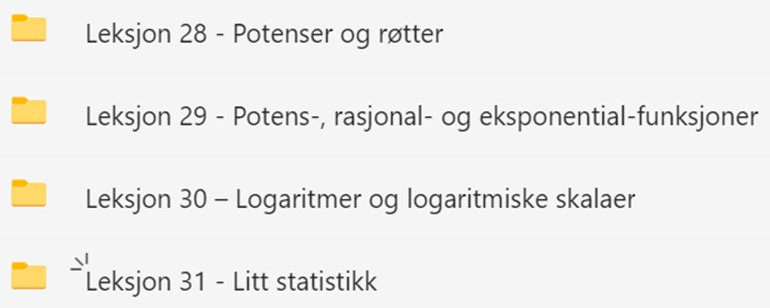 Leksjon 28 - Potenser og røtter
Leksjon 29 - Potens-, rasjonal- og eksponential-funksjoner
Leksjon 30 – Logaritmer og logaritmiske skalaer
Leksjon 31 - Litt statistikk